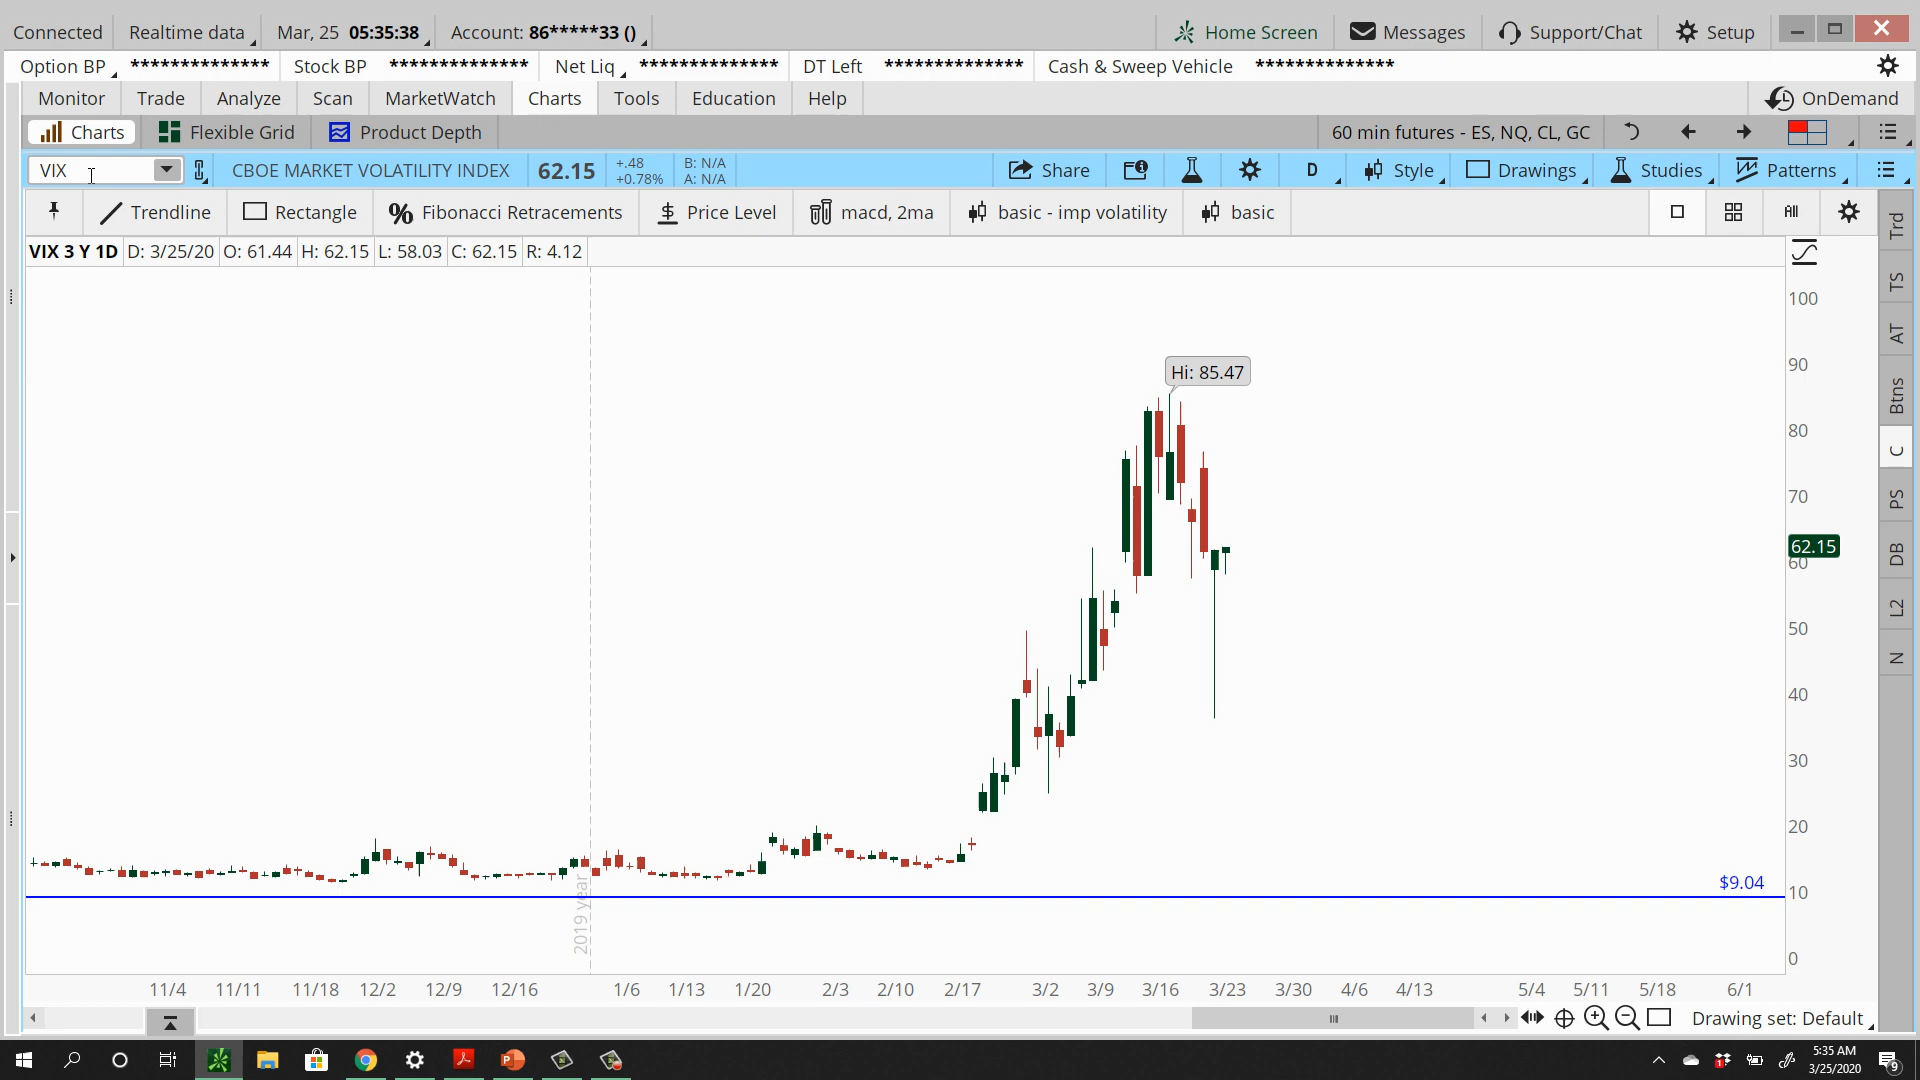 Connected Realtime data Mar, 25 05:35:38 Account: 86*****33 () Home Screen Messages Support/Chat Setup
Option BP ************** Stock BP ************** Net Liq ************** DT Left ************** Cash & Sweep Vehicle **************
Monitor Trade Analyze Scan MarketWatch Charts Tools Education Help OnDemand
Charts Flexible Grid Product Depth 60 min futures - ES, NQ, CL, GC
VIX CBOE MARKET VOLATILITY INDEX 62.15 +.48 +0.78% B: N/A A: N/A Share D Style Drawings Studies Patterns
Trendline Rectangle Fibonacci Retracements $ Price Level macd, 2ma basic - imp volatility basic All
VIX 3 Y 1D D: 3/25/20 O: 61.44 H: 62.15 L: 58.03 C: 62.15 R: 4.12
100
Hi: 85.47
90
80
70
62.15
60
50
40
30
20
$9.04
10
2019 year
0
11/4 11/11 11/18 12/2 12/9 12/16 1/6 1/13 1/20 2/3 2/10 2/17 3/2 3/9 3/16 3/23 3/30 4/6 4/13 5/4 5/11 5/18 6/1
Drawing set: Default
Trd
TS
AT
Btns
C
PS
DB
L2
N
5:35 AM
3/25/2020
9